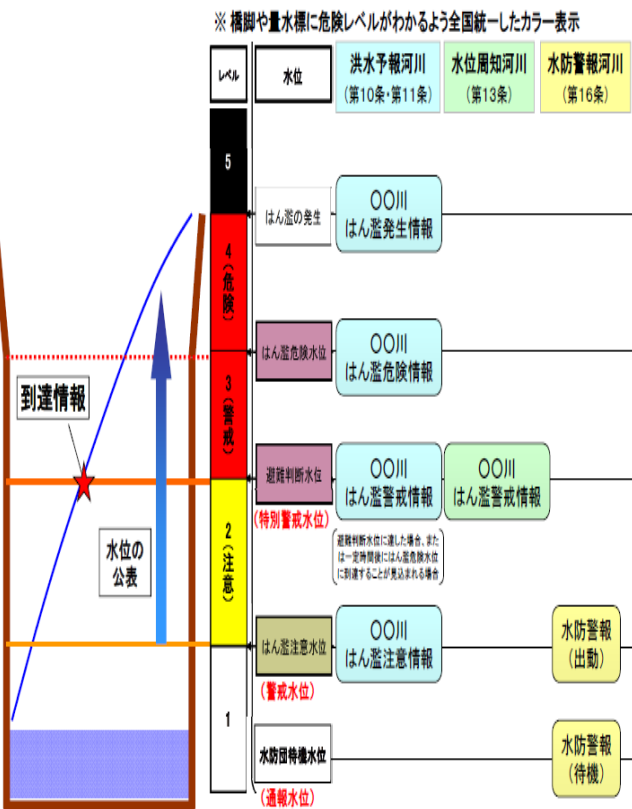 ※ 橋脚や量水標に危険レベルがわかるよう全国統一したカラー表示
レベル
水位
洪水予報河川
(第10条・第11条)
水位周知河川
(第13条)
水防警報河川
(第16条)
5
はん濫の発生
〇〇川
はん濫発生情報
4(危険)
はん濫危険水位
〇〇川
はん濫危険情報
3(警戒)
到達情報
避難判断水位
(特別警戒水位)
〇〇川
はん濫警戒情報
〇〇川
はん濫警戒情報
避難判断水位に達した場合、また
は一定時間後にはん濫危険水位
に到達することが見込まれる場合
2(注意)
水位の
公表
はん濫注意水位
(警戒水位)
〇〇川
はん濫注意情報
水防警報
(出動)
1
水防団待機水位
(通報水位)
水防警報
(待機)